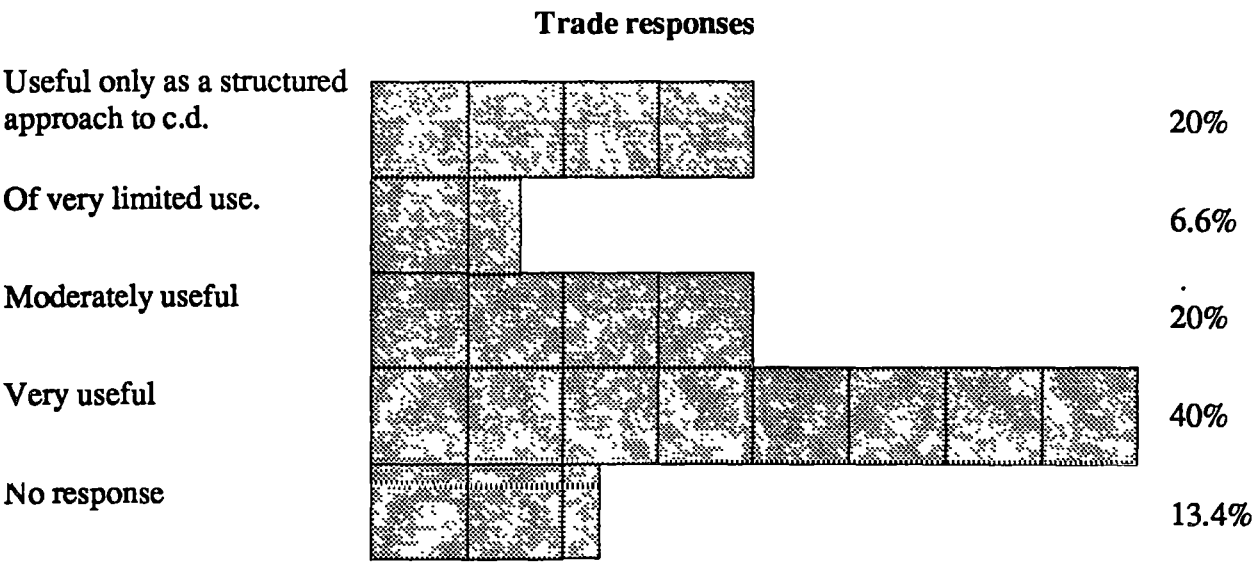 Trade responses
Useful only as a structured
approach to c.d.
20%
Of very limited use.
6.6%
Moderately useful
20%
Very useful
40%
No response
13.4%